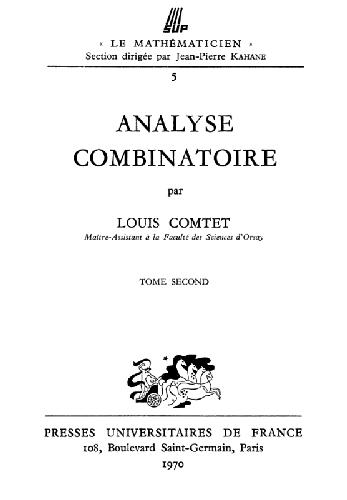 SUP
« LE MATHÉMATICIEN »
Section dirigée par Jean-Pierre KAHANE
5
ANALYSE
COMBINATOIRE
par
LOUIS COMTET
Maître-Assistant à la Faculté des Sciences d'Orsay
TOME SECOND
PRESSES UNIVERSITAIRES DE FRANCE
108, Boulevard Saint-Germain, Paris
1970